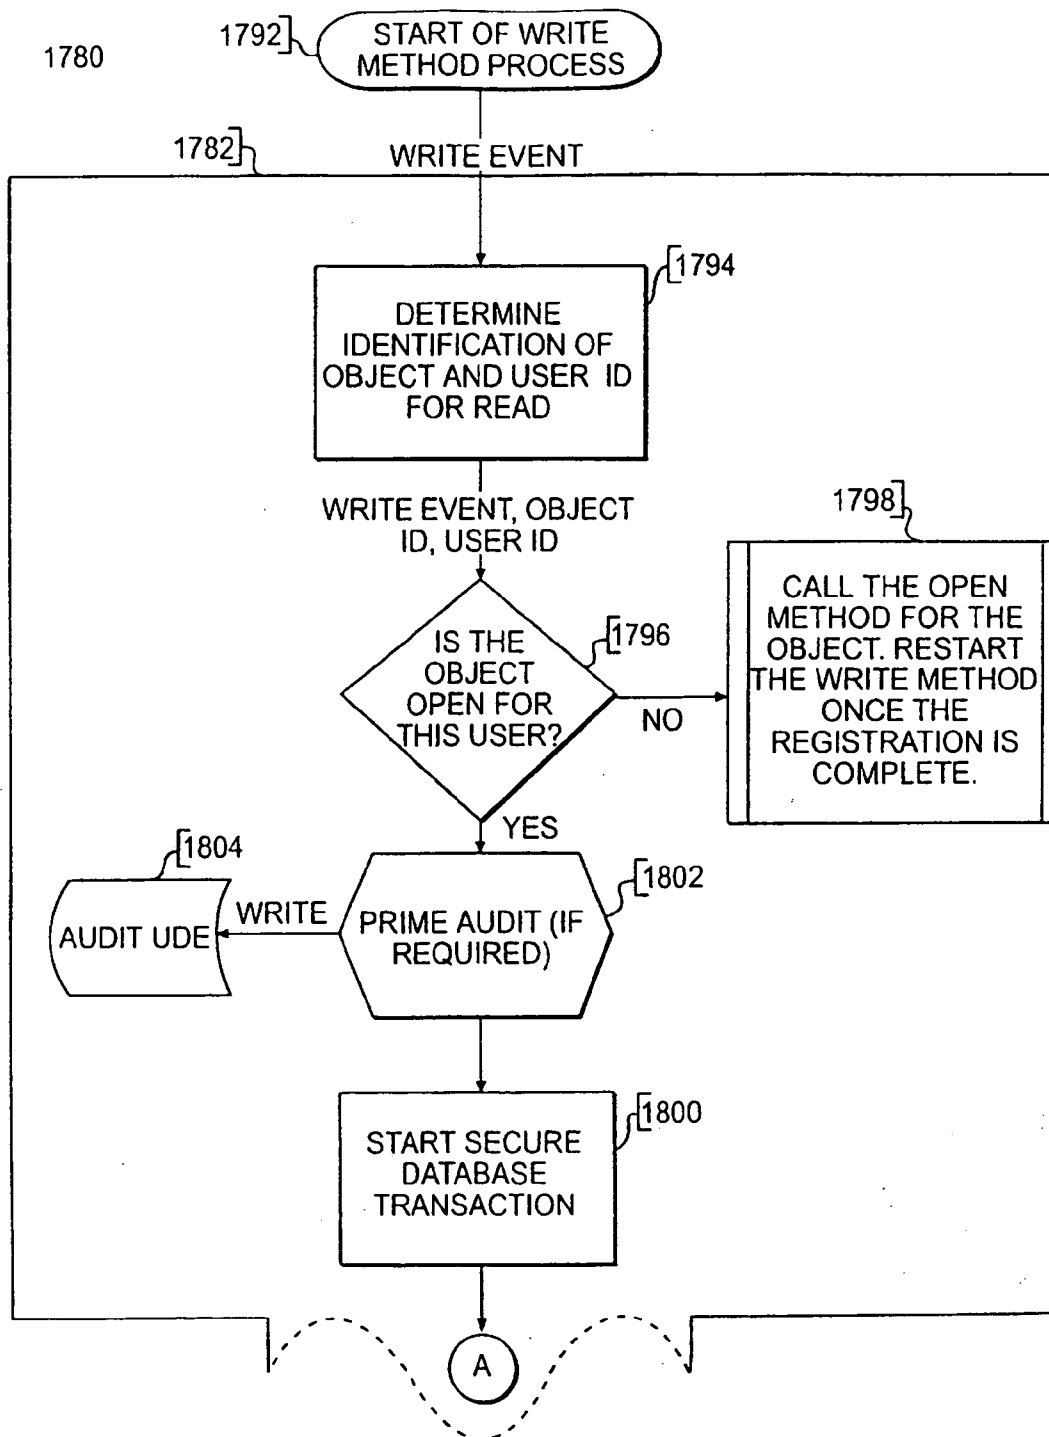 1792
START OF WRITE
METHOD PROCESS
1780
1782
WRITE EVENT
1794
DETERMINE
IDENTIFICATION OF
OBJECT AND USER ID
FOR READ
WRITE EVENT, OBJECT
ID, USER ID
1798
CALL THE OPEN
METHOD FOR THE
OBJECT. RESTART
THE WRITE METHOD
ONCE THE
REGISTRATION IS
COMPLETE.
1796
IS THE
OBJECT
OPEN FOR
THIS USER?
NO
YES
1804
AUDIT UDE
WRITE
1802
PRIME AUDIT (IF
REQUIRED)
1800
START SECURE
DATABASE
TRANSACTION
A